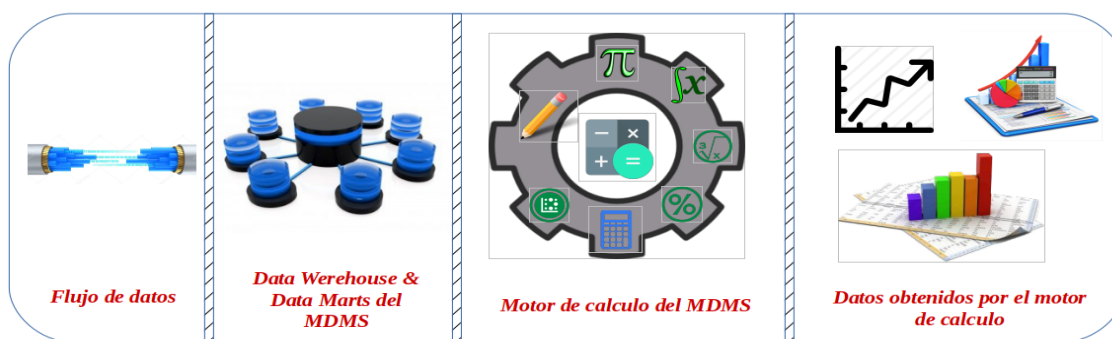 Flujo de datos
Data Werehouse &
Data Marts del
MDMS
Motor de calculo del MDMS
Datos obtenidos por el motor
de calculo